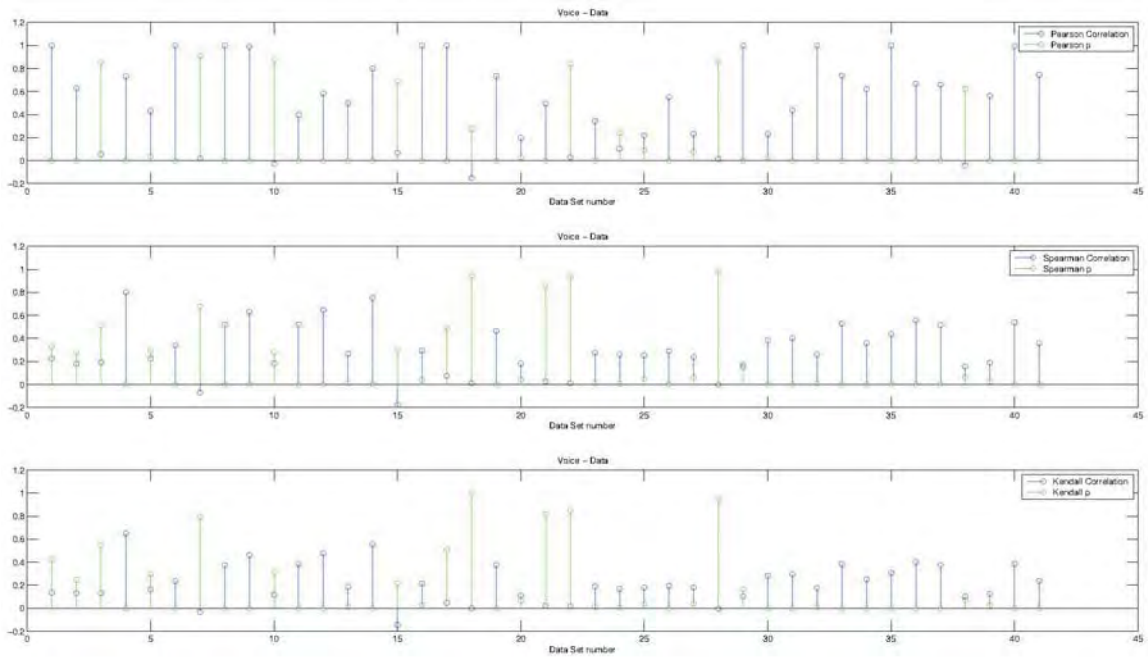 Voice – Data
1.2
1
0.8
0.6
0.4
0.2
0
−0.2
Pearson Correlation
Pearson p
0 5 10 15 20 25 30 35 40 45
Data Set number
Voice – Data
1.2
1
0.8
0.6
0.4
0.2
0
−0.2
Spearman Correlation
Spearman p
0 5 10 15 20 25 30 35 40 45
Data Set number
Voice – Data
1.2
1
0.8
0.6
0.4
0.2
0
−0.2
Kendall Correlation
Kendall p
0 5 10 15 20 25 30 35 40 45
Data Set number